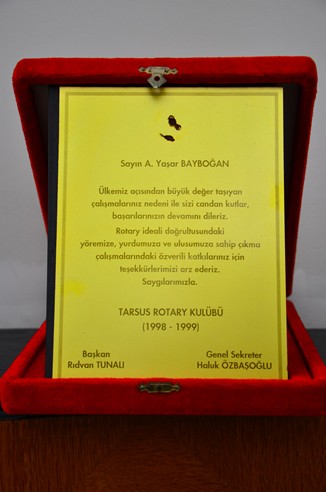 Sayın A. Yaşar BAYBOĞAN
Ülkemiz açısından büyük değer taşıyan
çalışmalarınız nedeni ile sizi candan kutlar,
başarılarınızın devamını dileriz.
Rotary ideali doğrultusundaki
yöremize, yurdumuza ve ulusumuza sahip çıkma
çalışmalarındaki özverili katkılarınız için
teşekkürlerimizi arz ederiz.
Saygılarımızla.
TARSUS ROTARY KULÜBÜ
(1998 - 1999)
Başkan
Rıdvan TUNALI
Genel Sekreter
Haluk ÖZBAŞOĞLU